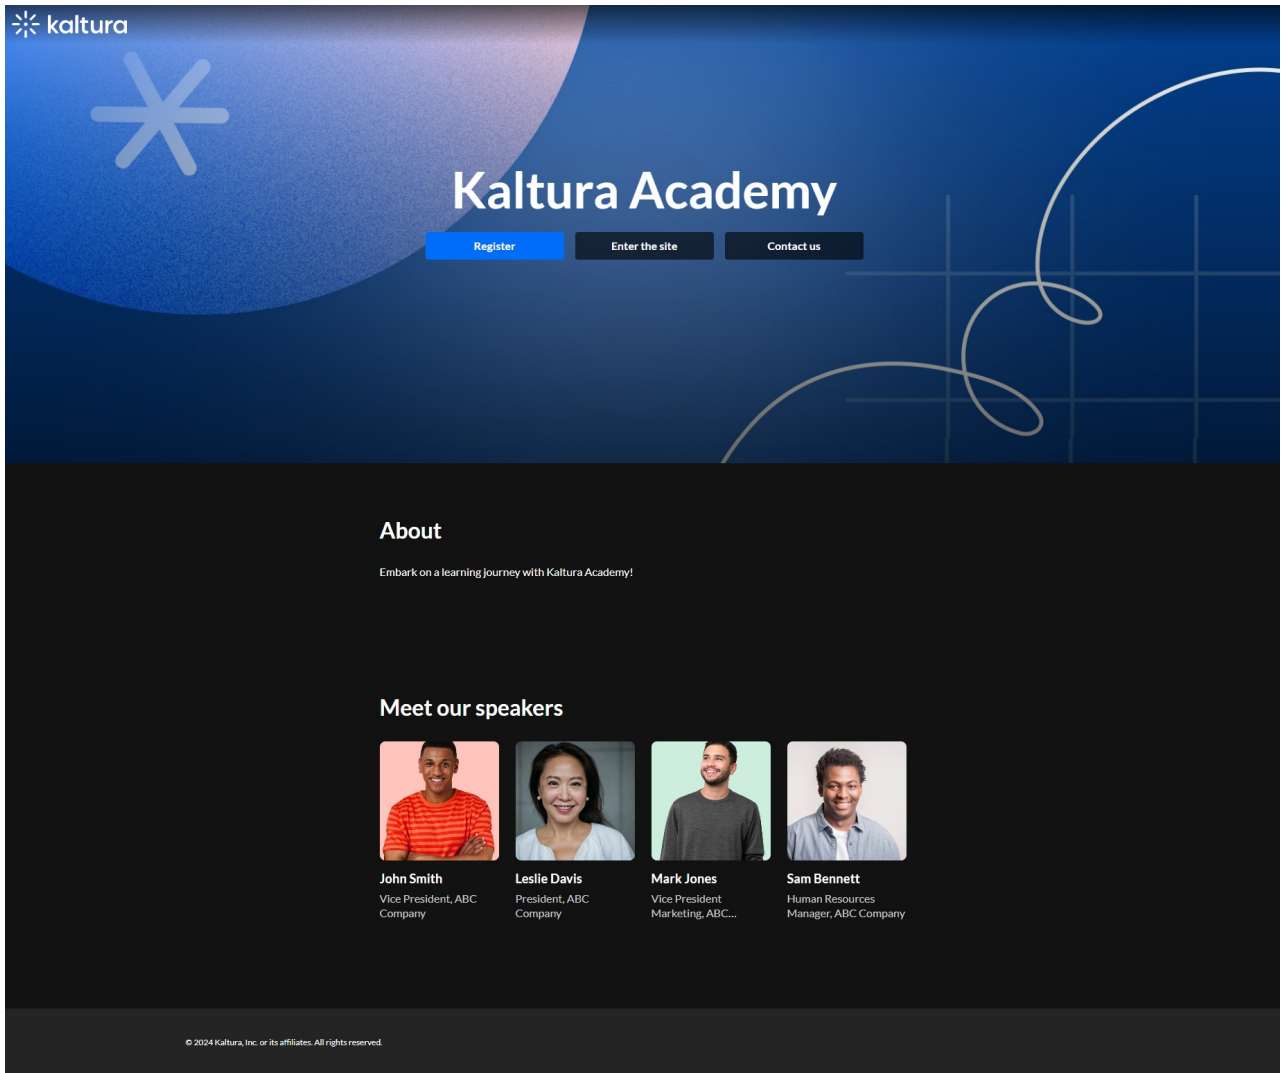 kaltura
Kaltura Academy
Register
Enter the site
Contact us
About
Embark on a learning journey with Kaltura Academy!
Meet our speakers
John Smith
Vice President, ABC
Company
Leslie Davis
President, ABC
Company
Mark Jones
Vice President
Marketing, ABC...
Sam Bennett
Human Resources
Manager, ABC Company
© 2024 Kaltura, Inc. or its affiliates. All rights reserved.